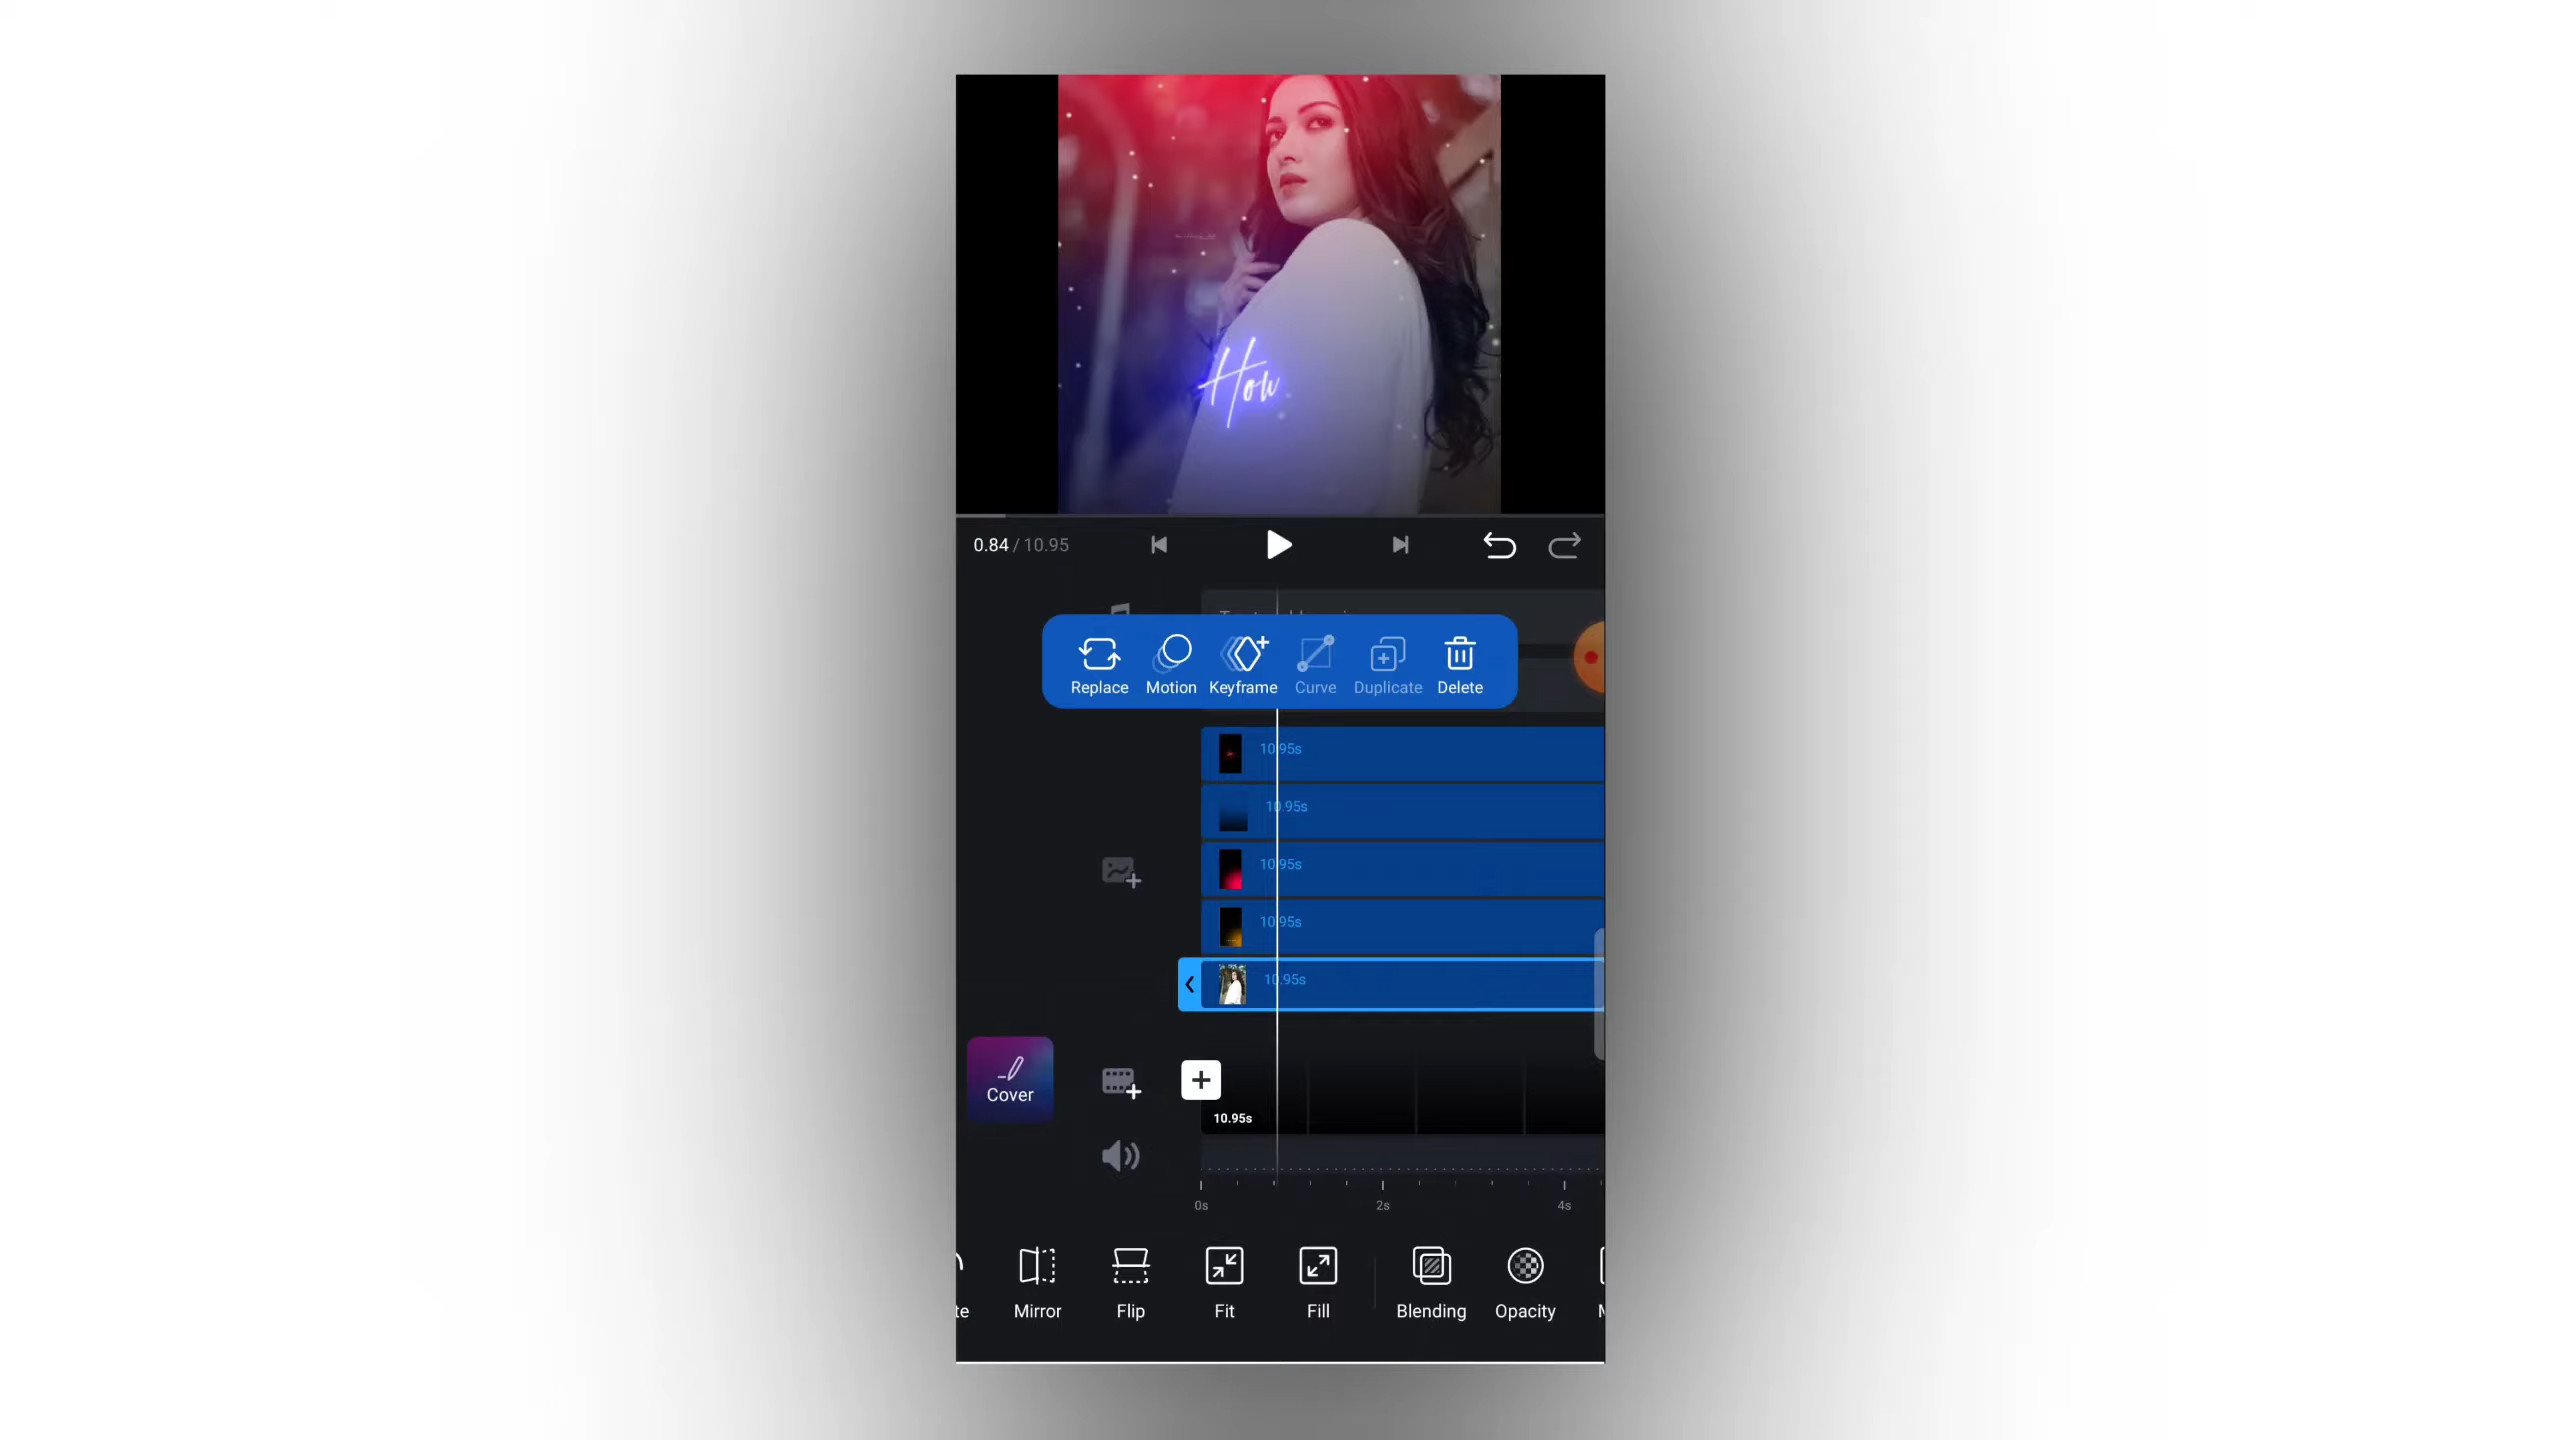 How
0.84 / 10.95
Replace Motion Keyframe Curve Duplicate Delete
10.95s
10.95s
10.95s
10.95s
10.95s
Cover
10.95s
0s 2s 4s
te Mirror Flip Fit Fill Blending Opacity